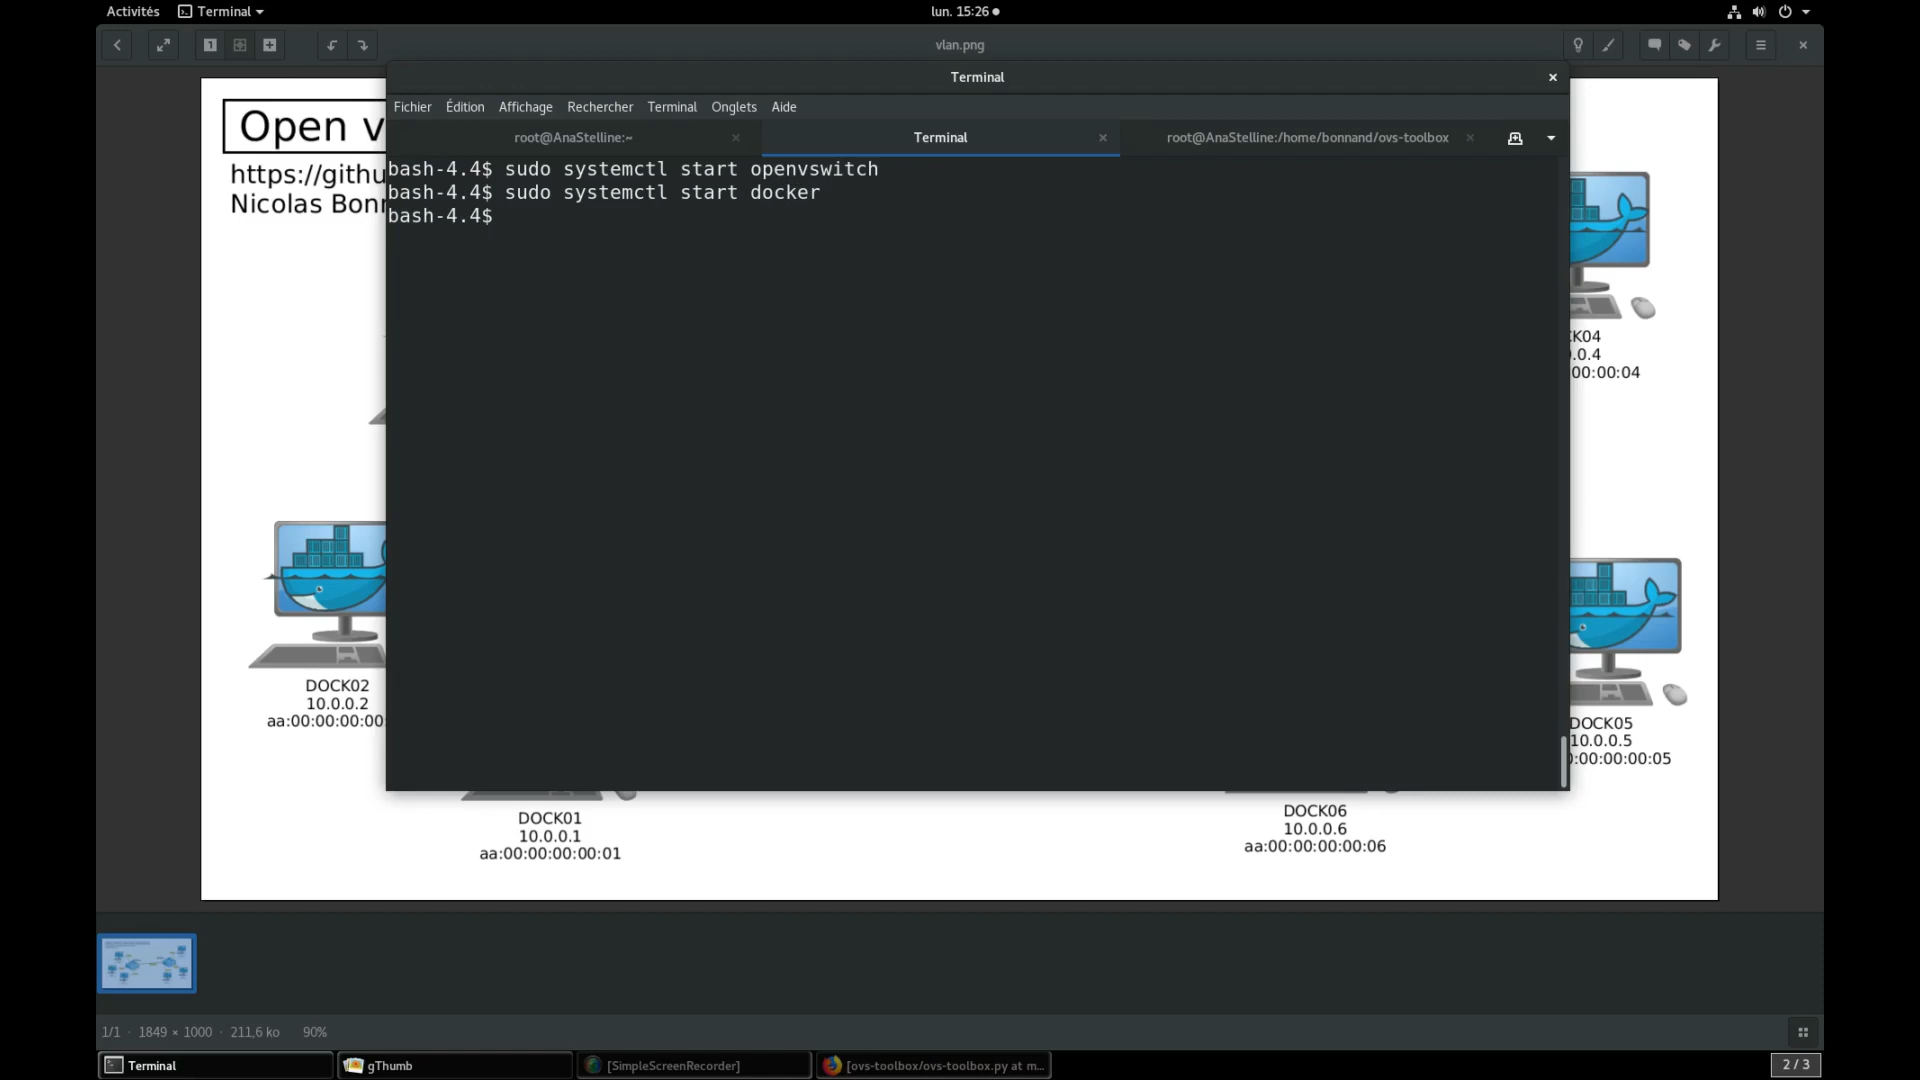 Activités
Terminal
lun. 15:26
vlan.png
Terminal
Fichier Édition Affichage Rechercher Terminal Onglets Aide
root@AnaStelline:~
Terminal
root@AnaStelline:/home/bonnand/ovs-toolbox
bash-4.4$ sudo systemctl start openvswitch
bash-4.4$ sudo systemctl start docker
bash-4.4$
Open v
https://githu
Nicolas Bon
K04
.0.4
00:00:04
DOCK02
10.0.0.2
aa:00:00:00:00:
DOCK05
10.0.0.5
:00:00:00:05
DOCK01
10.0.0.1
aa:00:00:00:00:01
DOCK06
10.0.0.6
aa:00:00:00:00:06
1/1 · 1849 × 1000 · 211,6 ko 90%
Terminal
gThumb
[SimpleScreenRecorder]
[ovs-toolbox/ovs-toolbox.py at m...
2 / 3